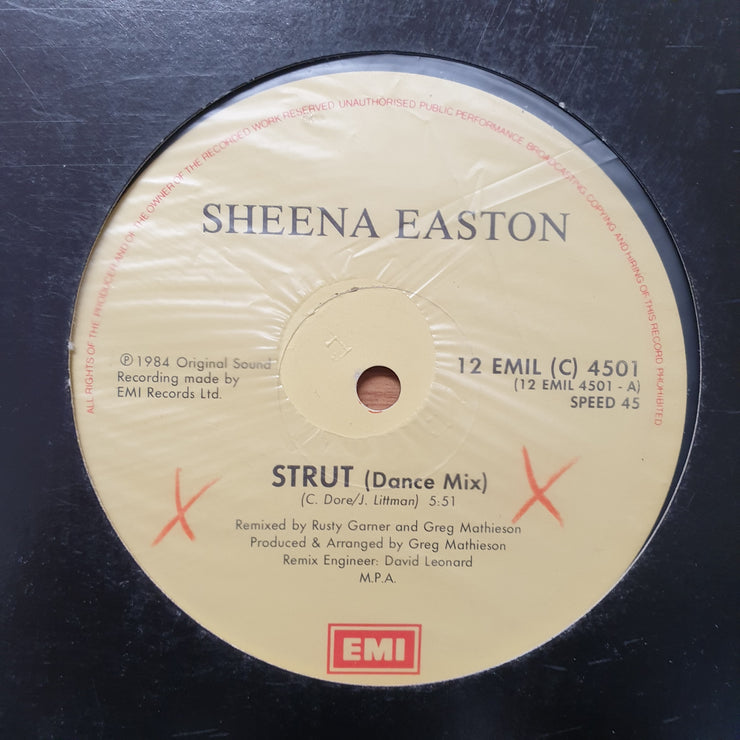 ALL RIGHTS OF THE PRODUCER AND OF THE OWNER OF THE RECORDED WORK RESERVED UNAUTHORISED PUBLIC PERFORMANCE, BROADCASTING, COPYING AND HIRING OF THIS RECORD PROHIBITED
SHEENA EASTON
℗ 1984 Original Sound
Recording made by
EMI Records Ltd.
12 EMIL (C) 4501
(12 EMIL 4501 - A)
SPEED 45
STRUT (Dance Mix)
(C. Dore/J. Littman) 5:51
Remixed by Rusty Garner and Greg Mathieson
Produced & Arranged by Greg Mathieson
Remix Engineer: David Leonard
M.P.A.
X X
EMI